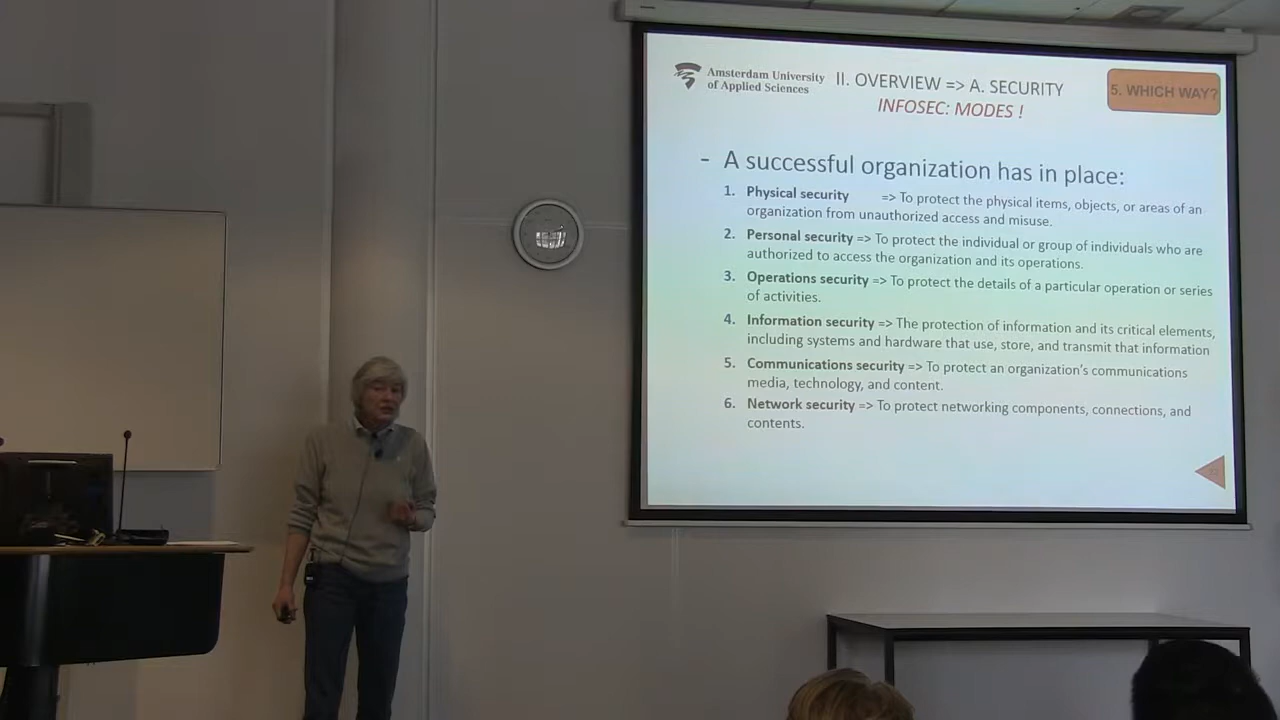 Amsterdam University
of Applied Sciences
II. OVERVIEW => A. SECURITY
INFOSEC: MODES !
5. WHICH WAY?
- A successful organization has in place:
1. Physical security => To protect the physical items, objects, or areas of an
organization from unauthorized access and misuse.
2. Personal security => To protect the individual or group of individuals who are
authorized to access the organization and its operations.
3. Operations security => To protect the details of a particular operation or series
of activities.
4. Information security => The protection of information and its critical elements,
including systems and hardware that use, store, and transmit that information
5. Communications security => To protect an organization's communications
media, technology, and content.
6. Network security => To protect networking components, connections, and
contents.